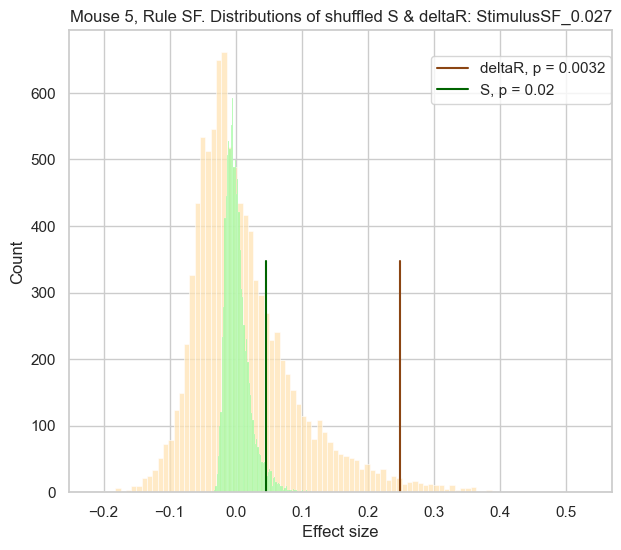 Mouse 5, Rule SF. Distributions of shuffled S & deltaR: StimulusSF_0.027
deltaR, p = 0.0032
S, p = 0.02
Count
600
500
400
300
200
100
0
−0.2 −0.1 0.0 0.1 0.2 0.3 0.4 0.5
Effect size